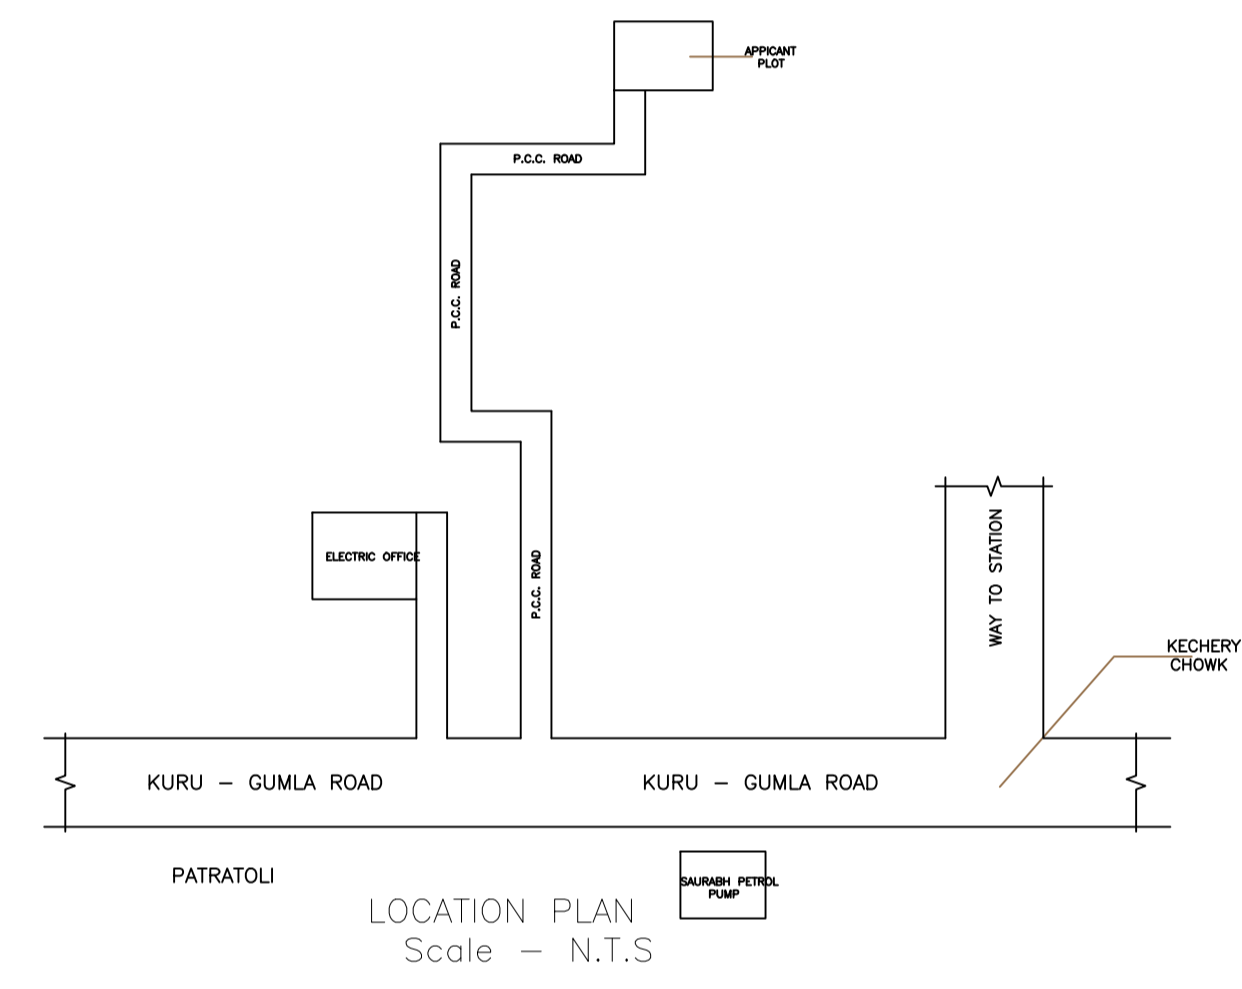 APPICANT
PLOT
P.C.C. ROAD
P.C.C. ROAD
ELECTRIC OFFICE
P.C.C. ROAD
WAY TO STATION
KECHERY
CHOWK
KURU - GUMLA ROAD
KURU - GUMLA ROAD
PATRATOLI
SAURABH PETROL
PUMP
LOCATION PLAN
Scale - N.T.S